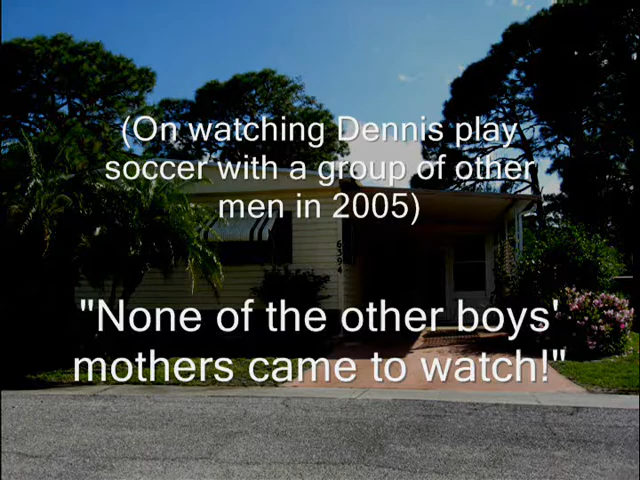 (On watching Dennis play
soccer with a group of other
men in 2005)
6394
"None of the other boys'
mothers came to watch!"